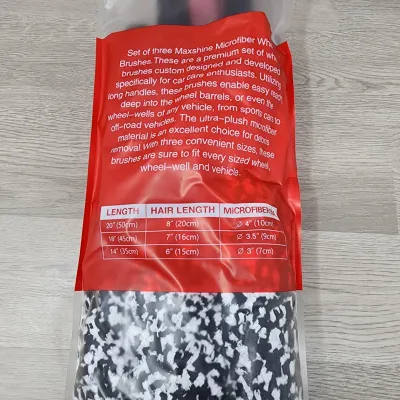 Set of three Maxshine Microfiber Whe
Brushes. These are a premium set of whe
brushes custom designed and developed
specifically for car care enthusiasts. Utilizing
long handles, these brushes enable easy reach
deep into the wheel barrels, or even the
wheel-wells of any vehicle, from sports cars to
off-road vehicles. The ultra-plush microfiber
material is an excellent choice for debris
removal. With three convenient sizes, these
brushes are sure to fit every sized wheel,
wheel-well and vehicle.
LENGTH HAIR LENGTH MICROFIBER
20" (50cm) 8" (20cm) Ø 4" (10cm)
18" (45cm) 7" (16cm) Ø 3.5" (9cm)
14" (35cm) 6" (15cm) Ø 3" (7cm)